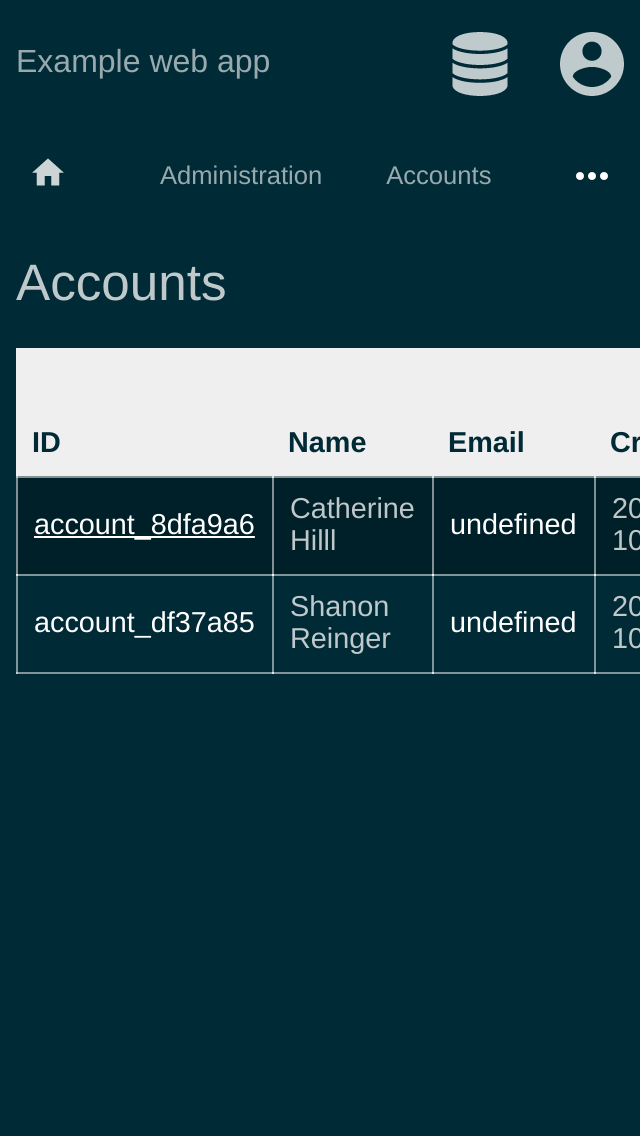 Example web app
Administration Accounts
Accounts
ID Name Email Cr
account_8dfa9a6 Catherine Hilll undefined 20 10
account_df37a85 Shanon Reinger undefined 20 10